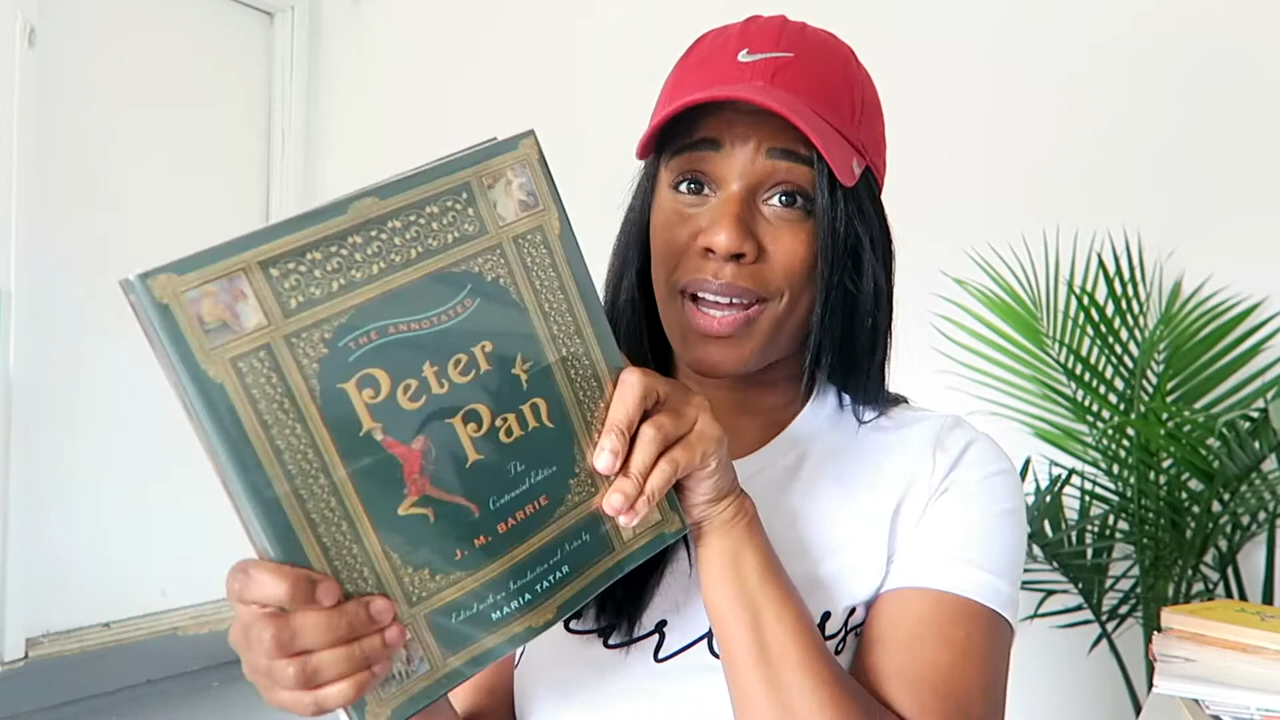 THE ANNOTATED
Peter
Pan
The
Centennial Edition
J. M. BARRIE
Edited with an Introduction and Notes by
MARIA TATAR